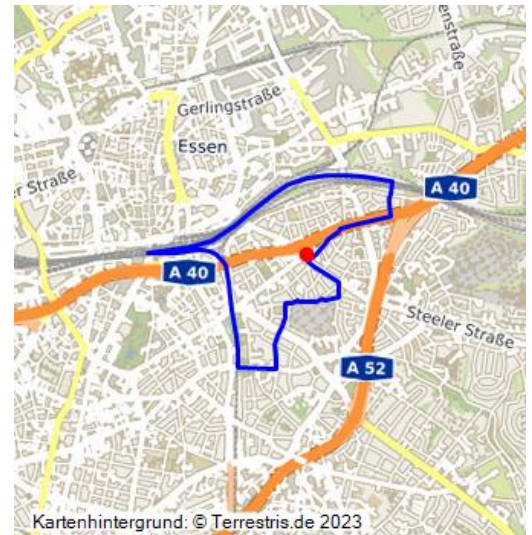 enstraße
Gerlingstraße
Essen
er Straße
A 40
A 40
Steeler Straße
A 52
Kartenhintergrund: © Terrestris.de 2023